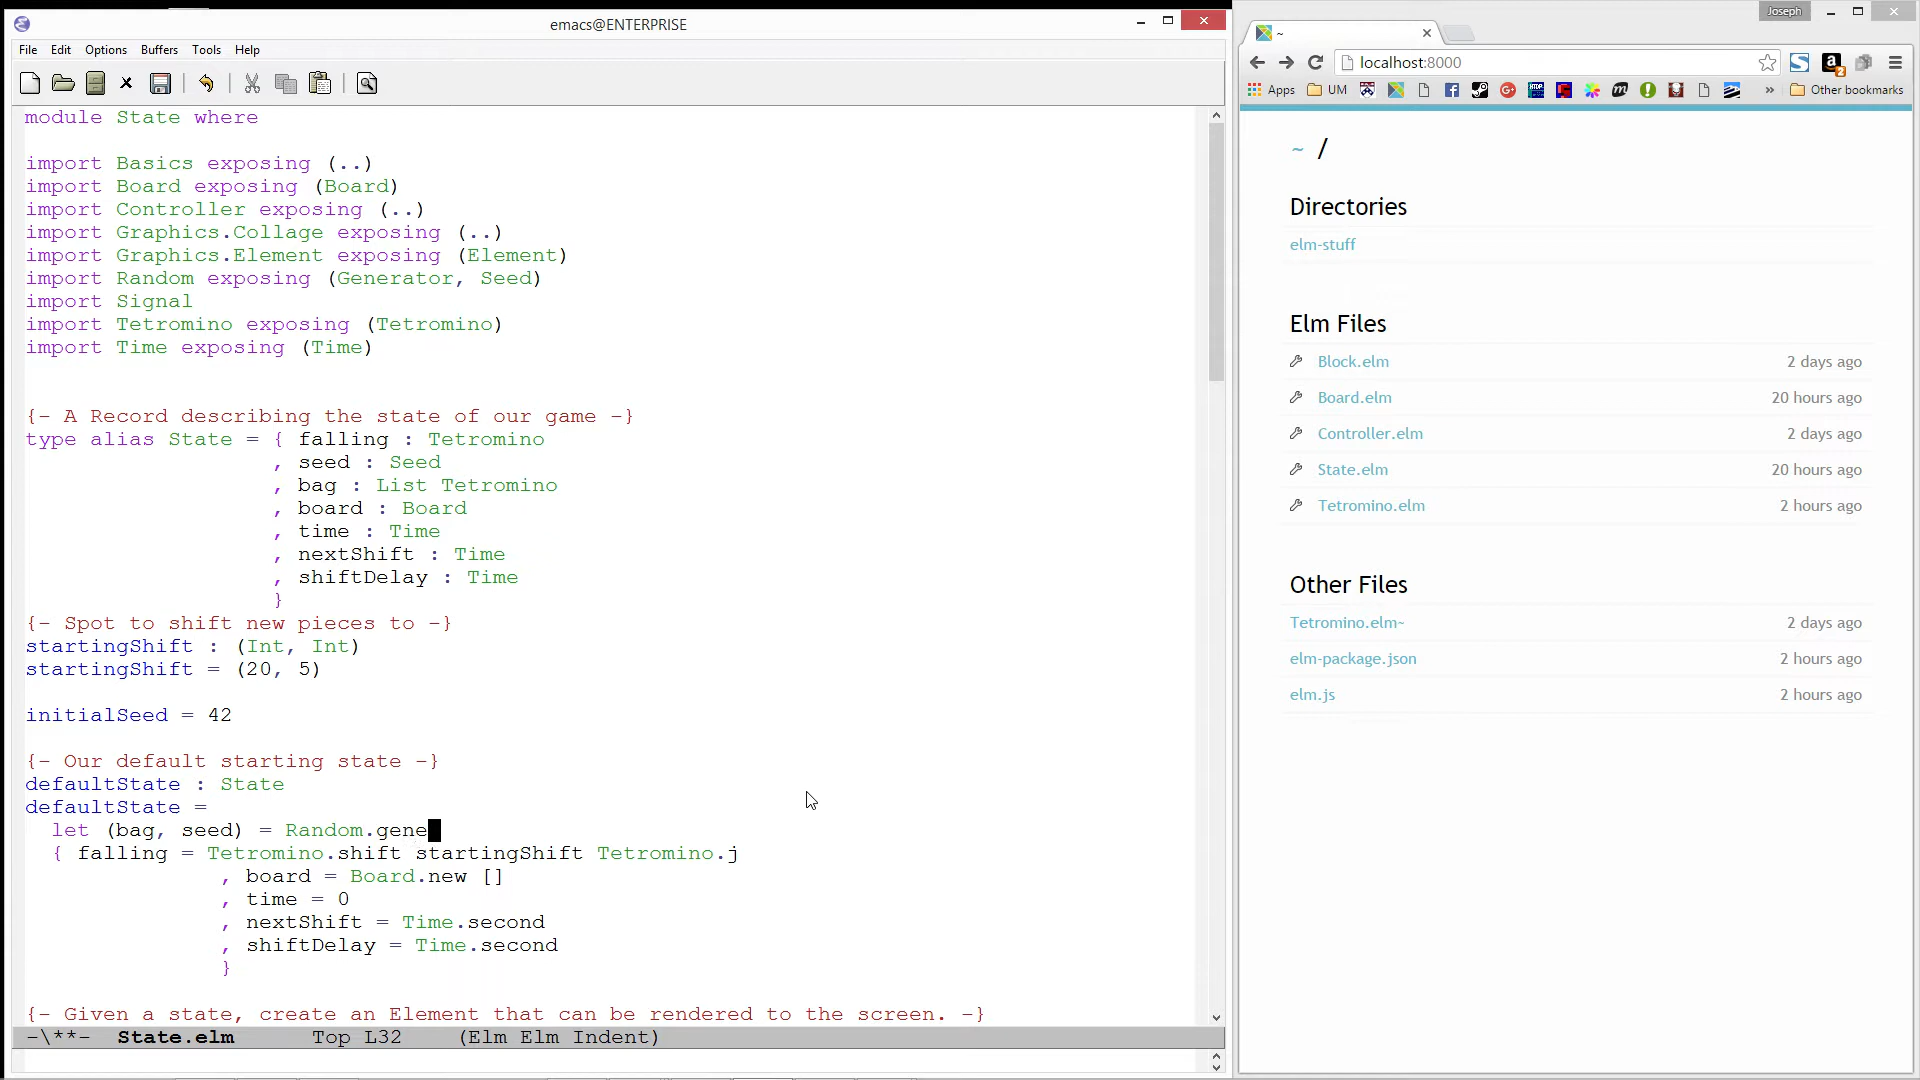 emacs@ENTERPRISE
File Edit Options Buffers Tools Help
module State where
import Basics exposing (..)
import Board exposing (Board)
import Controller exposing (..)
import Graphics.Collage exposing (..)
import Graphics.Element exposing (Element)
import Random exposing (Generator, Seed)
import Signal
import Tetromino exposing (Tetromino)
import Time exposing (Time)
{- A Record describing the state of our game -}
type alias State = { falling : Tetromino
, seed : Seed
, bag : List Tetromino
, board : Board
, time : Time
, nextShift : Time
, shiftDelay : Time
}
{- Spot to shift new pieces to -}
startingShift : (Int, Int)
startingShift = (20, 5)
initialSeed = 42
{- Our default starting state -}
defaultState : State
defaultState =
let (bag, seed) = Random.gene
{ falling = Tetromino.shift startingShift Tetromino.j
, board = Board.new []
, time = 0
, nextShift = Time.second
, shiftDelay = Time.second
}
{- Given a state, create an Element that can be rendered to the screen. -}
-\**- State.elm Top L32 (Elm Elm Indent)
Joseph
~
localhost:8000
Apps UM Other bookmarks
~ /
Directories
elm-stuff
Elm Files
Block.elm 2 days ago
Board.elm 20 hours ago
Controller.elm 2 days ago
State.elm 20 hours ago
Tetromino.elm 2 hours ago
Other Files
Tetromino.elm~ 2 days ago
elm-package.json 2 hours ago
elm.js 2 hours ago